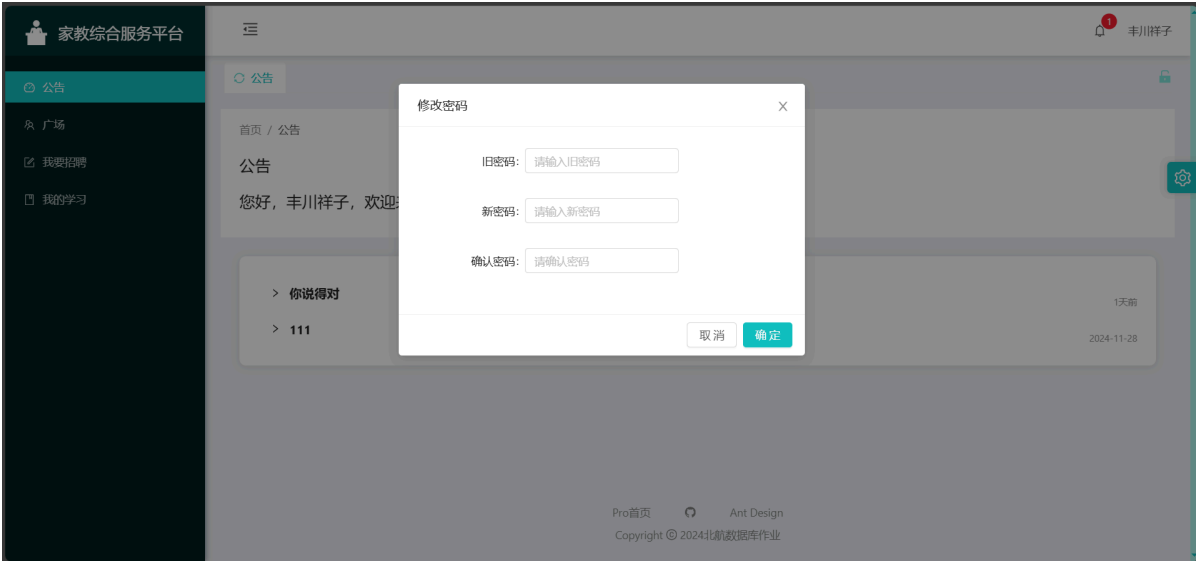 家教综合服务平台
1
丰川祥子
公告
广场
我要招聘
我的学习
公告
首页 / 公告
公告
您好，丰川祥子，欢迎
修改密码
旧密码: 请输入旧密码
新密码: 请输入新密码
确认密码: 请确认密码
取 消 确 定
你说得对 1天前
111 2024-11-28
Pro首页 Ant Design
Copyright © 2024北航数据库作业